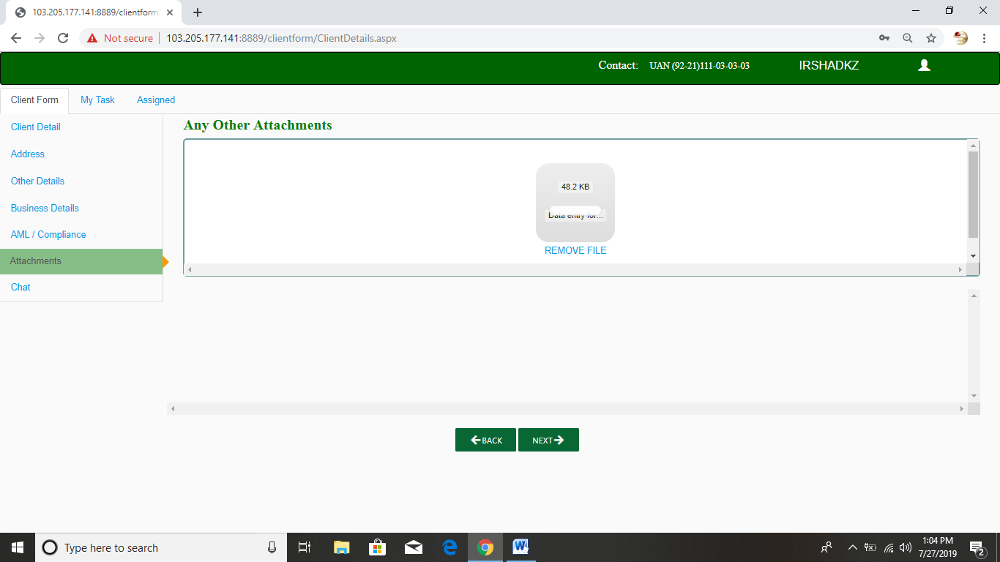 103.205.177.141:8889/clientform
Not secure 103.205.177.141:8889/clientform/ClientDetails.aspx
Contact: UAN (92-21)111-03-03-03 IRSHADKZ
Client Form My Task Assigned
Client Detail
Address
Other Details
Business Details
AML / Compliance
Attachments
Chat
Any Other Attachments
48.2 KB
Data entry for...
REMOVE FILE
BACK NEXT
Type here to search
1:04 PM
7/27/2019
2